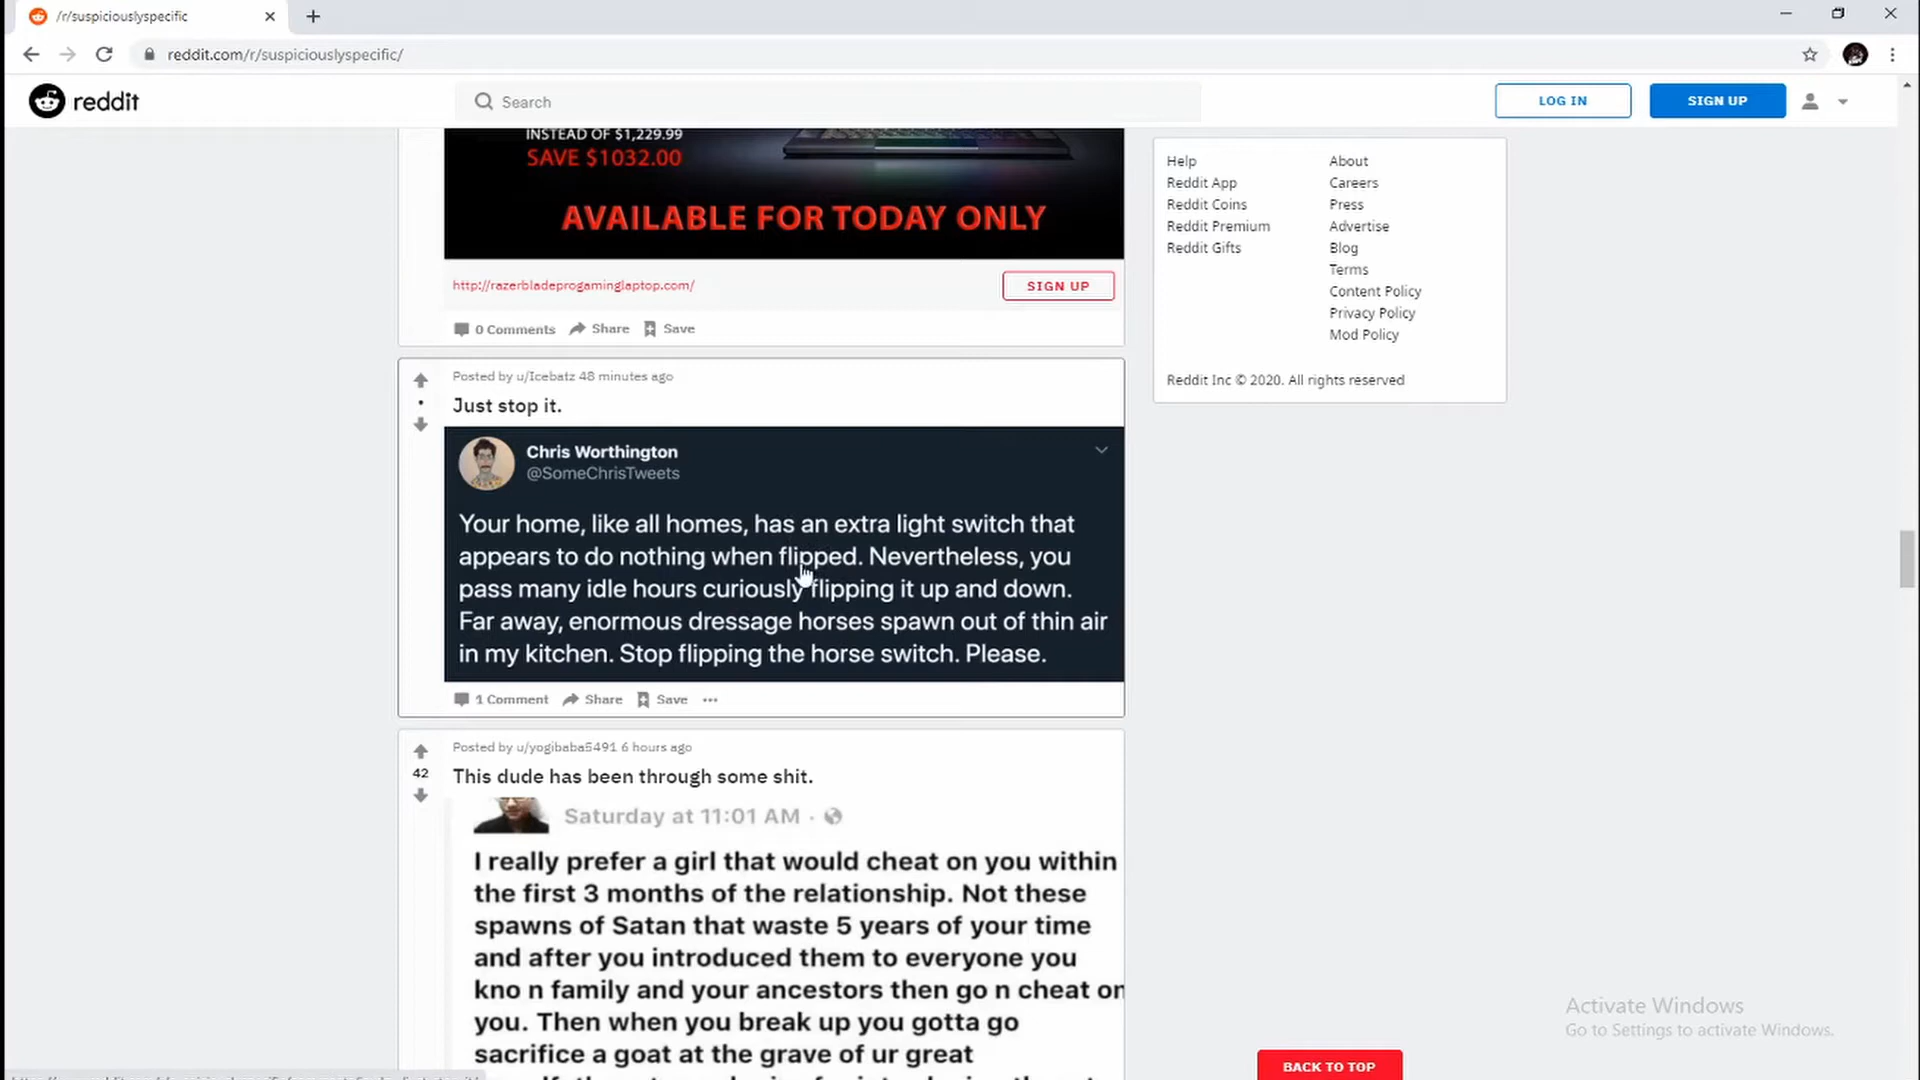 /r/suspiciouslyspecific
reddit.com/r/suspiciouslyspecific/
reddit
Search
LOG IN
SIGN UP
INSTEAD OF $1,229.99
SAVE $1032.00
AVAILABLE FOR TODAY ONLY
http://razerbladeprogaminglaptop.com/
SIGN UP
0 Comments Share Save
Help About
Reddit App Careers
Reddit Coins Press
Reddit Premium Advertise
Reddit Gifts Blog
Terms
Content Policy
Privacy Policy
Mod Policy
Reddit Inc © 2020. All rights reserved
Posted by u/Icebatz 48 minutes ago
Just stop it.
Chris Worthington
@SomeChrisTweets
Your home, like all homes, has an extra light switch that
appears to do nothing when flipped. Nevertheless, you
pass many idle hours curiously flipping it up and down.
Far away, enormous dressage horses spawn out of thin air
in my kitchen. Stop flipping the horse switch. Please.
1 Comment Share Save
Posted by u/yogibaba5491 6 hours ago
42
This dude has been through some shit.
Saturday at 11:01 AM ·
I really prefer a girl that would cheat on you within
the first 3 months of the relationship. Not these
spawns of Satan that waste 5 years of your time
and after you introduced them to everyone you
kno n family and your ancestors then go n cheat on
you. Then when you break up you gotta go
sacrifice a goat at the grave of ur great
Activate Windows
Go to Settings to activate Windows.
BACK TO TOP